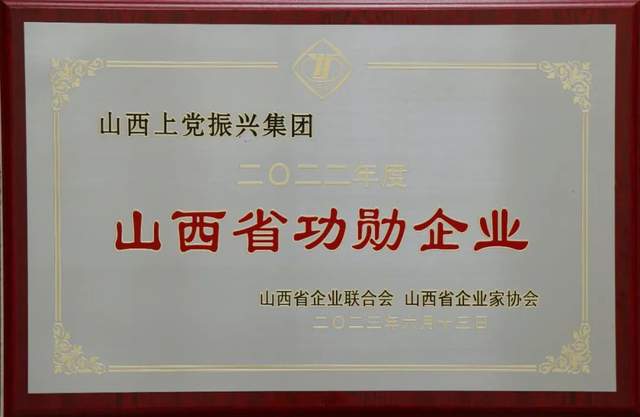 山西上党振兴集团
二〇二二年度
山西省功勋企业
山西省企业联合会 山西省企业家协会
二〇二三年六月十三日